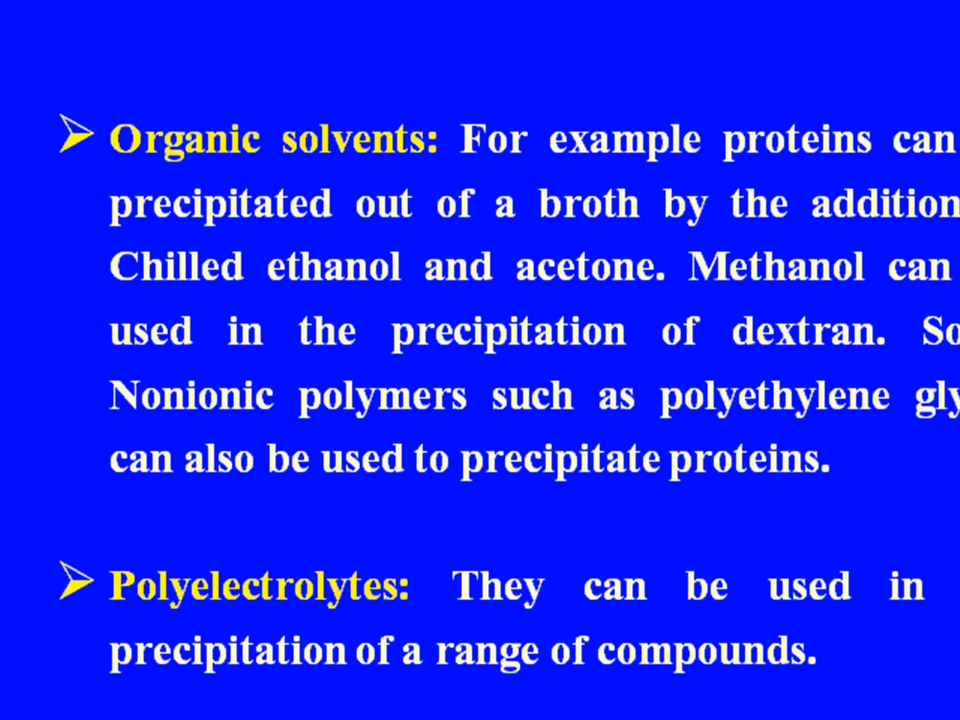 Organic solvents: For example proteins can
precipitated out of a broth by the addition
Chilled ethanol and acetone. Methanol can
used in the precipitation of dextran. So
Nonionic polymers such as polyethylene gly
can also be used to precipitate proteins.
Polyelectrolytes: They can be used in
precipitation of a range of compounds.